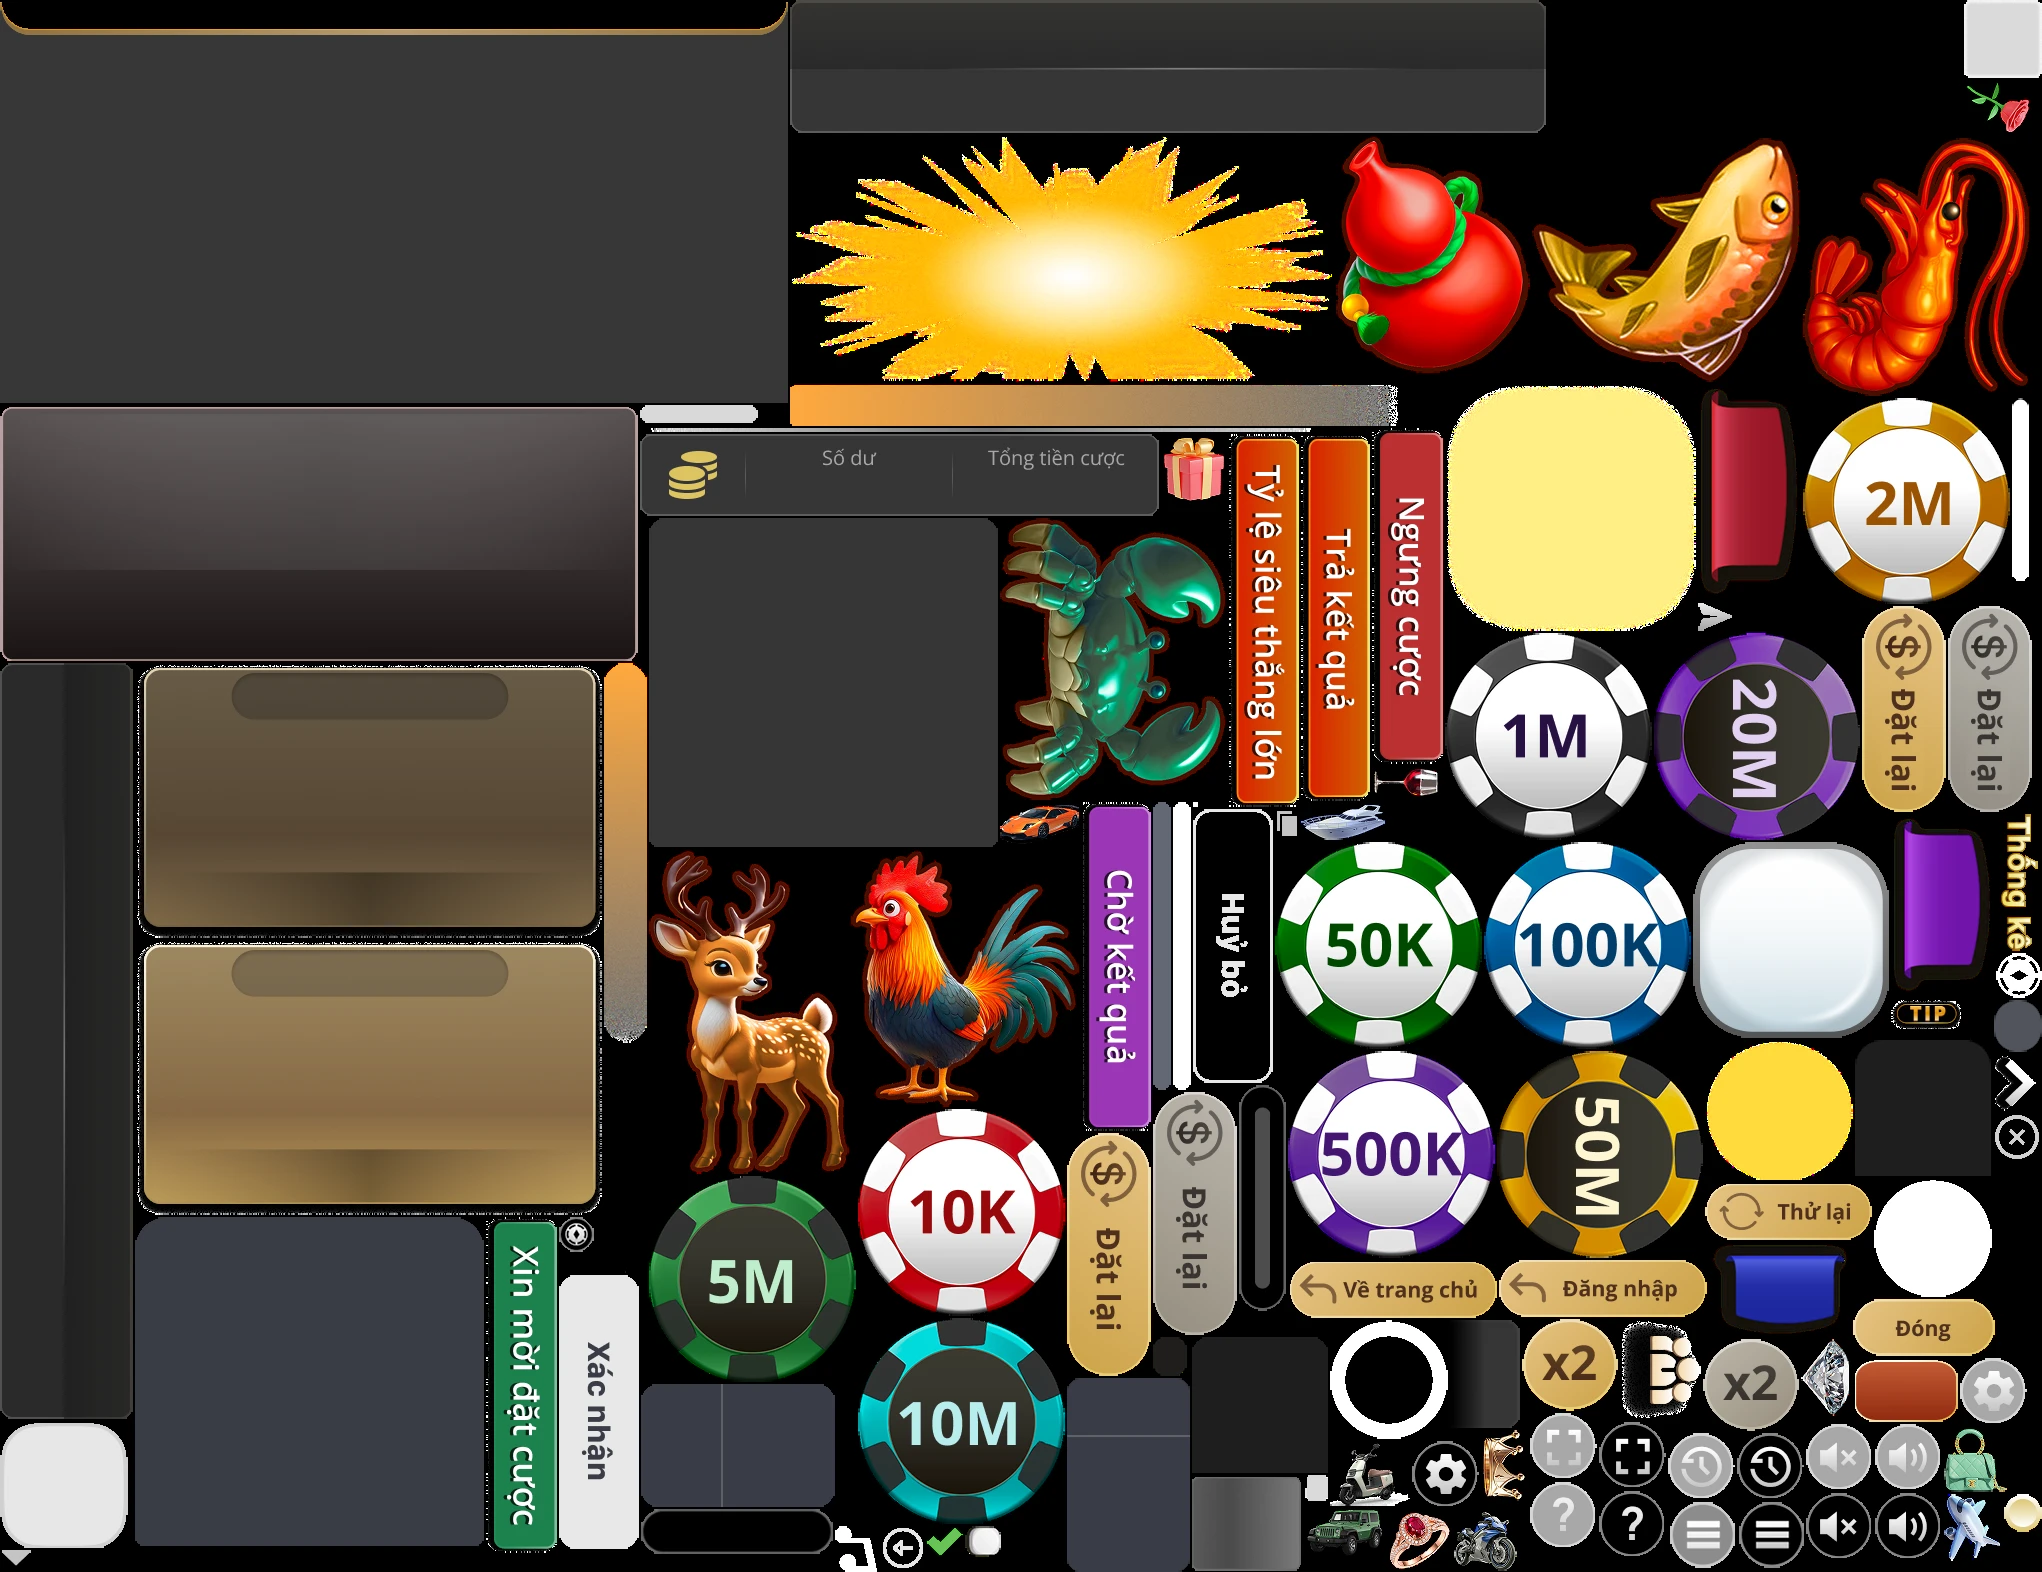 Số dư
Tổng tiền cược
Tỷ lệ siêu thắng lớn
Trả kết quả
Ngưng cược
2M
1M
20M
Đặt lại
Đặt lại
Chờ kết quả
Huỷ bỏ
50K
100K
Thống kê
TIP
500K
50M
10K
5M
Đặt lại
Đặt lại
Thử lại
Xin mời đặt cược
Xác nhận
Về trang chủ
Đăng nhập
Đóng
x2
x2
10M
?
?